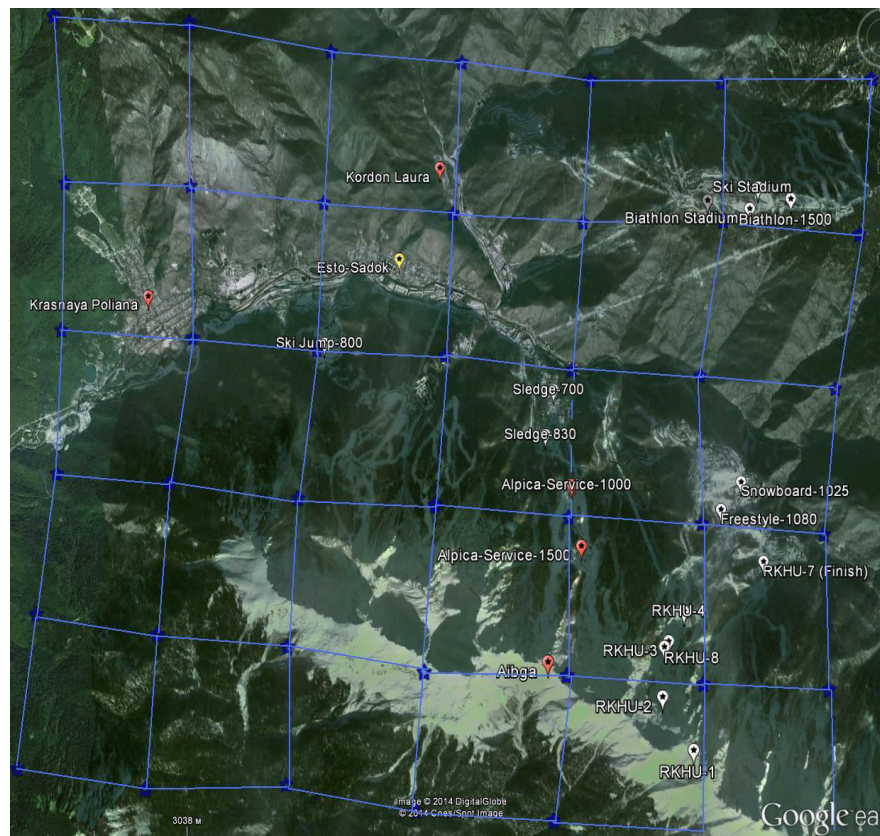 Kordon Laura
Ski Stadium
Biathlon Stadium
Biathlon-1500
Esto-Sadok
Krasnaya Poliana
Ski Jump-800
Sledge-700
Sledge-830
Alpica-Service-1000
Snowboard-1025
Freestyle-1080
Alpica-Service-1500
RKHU-7 (Finish)
RKHU-4
RKHU-3
RKHU-8
Aibga
RKHU-2
RKHU-1
Image © 2014 DigitalGlobe
© 2014 Cnes/Spot Image
3038 м
Google ea